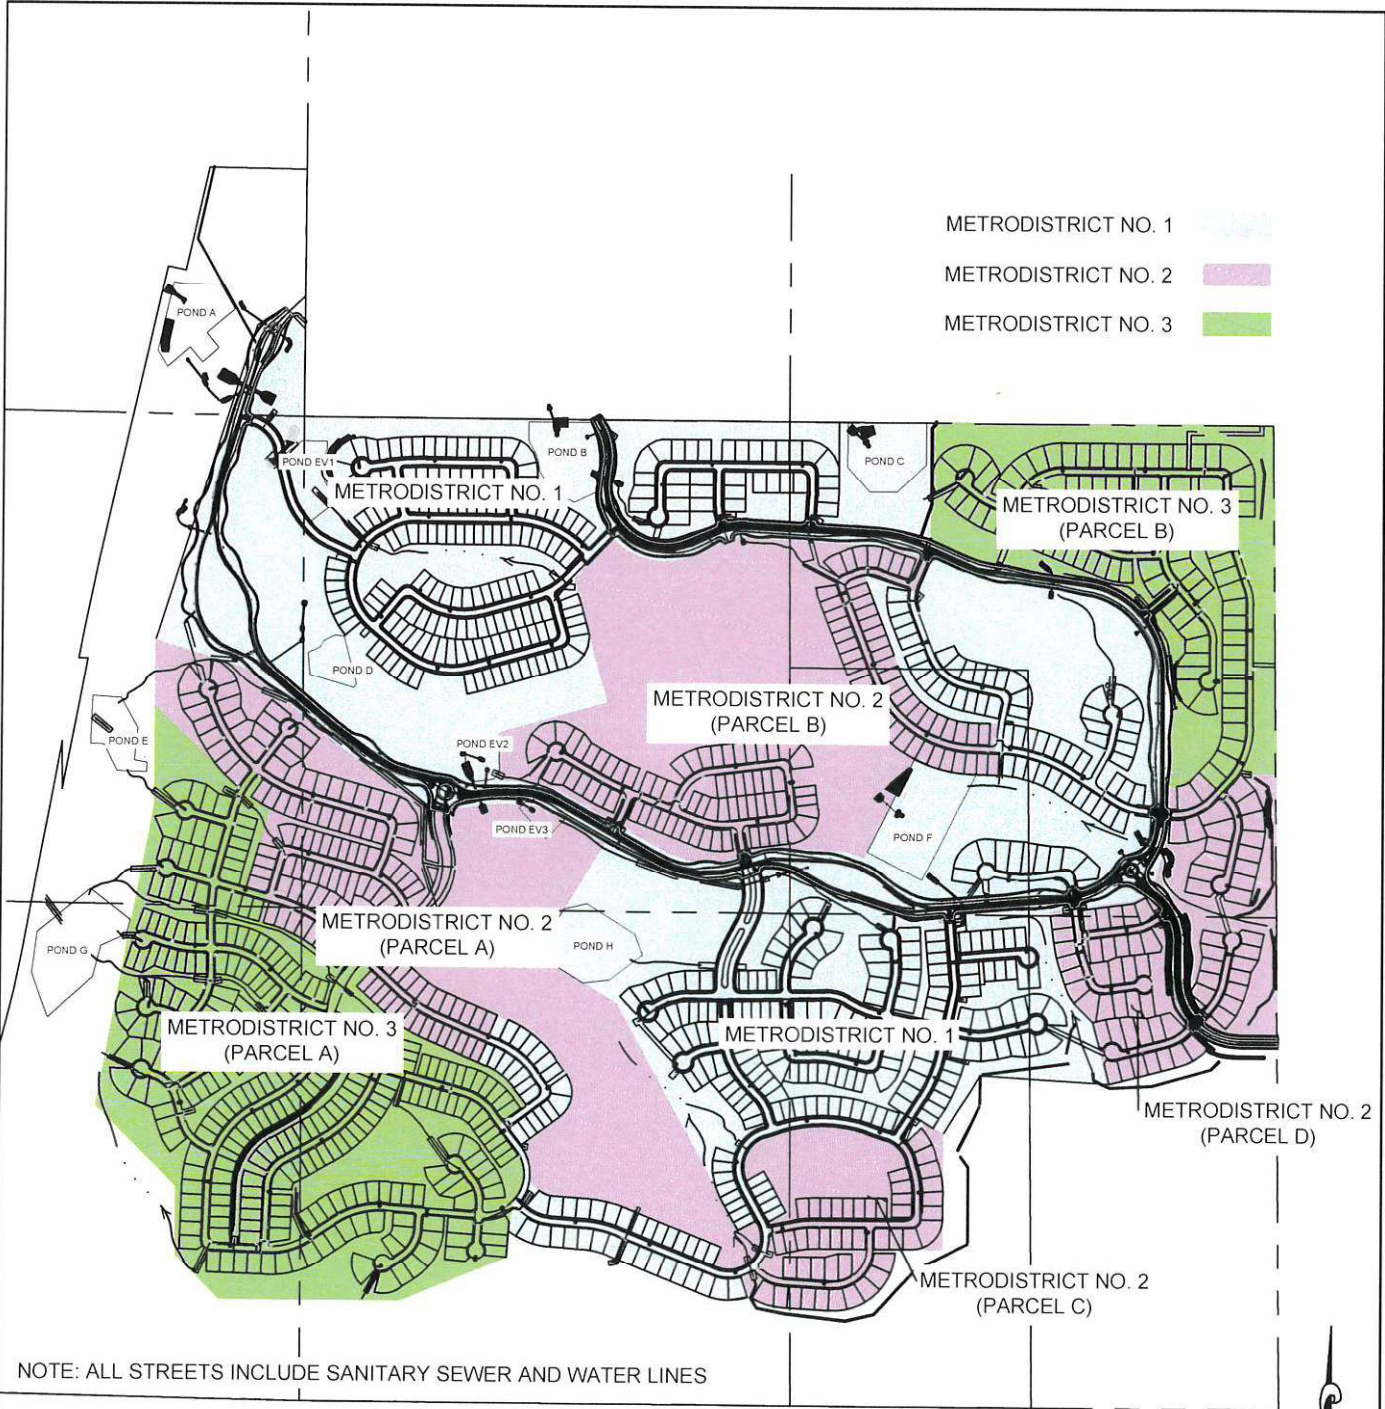 METRODISTRICT NO. 1
METRODISTRICT NO. 2
METRODISTRICT NO. 3
POND A
POND B
POND C
POND EV1
METRODISTRICT NO. 1
METRODISTRICT NO. 3
(PARCEL B)
POND D
METRODISTRICT NO. 2
(PARCEL B)
POND E
POND EV2
POND EV3
POND F
METRODISTRICT NO. 2
(PARCEL A)
POND G
POND H
METRODISTRICT NO. 3
(PARCEL A)
METRODISTRICT NO. 1
METRODISTRICT NO. 2
(PARCEL D)
METRODISTRICT NO. 2
(PARCEL C)
NOTE: ALL STREETS INCLUDE SANITARY SEWER AND WATER LINES